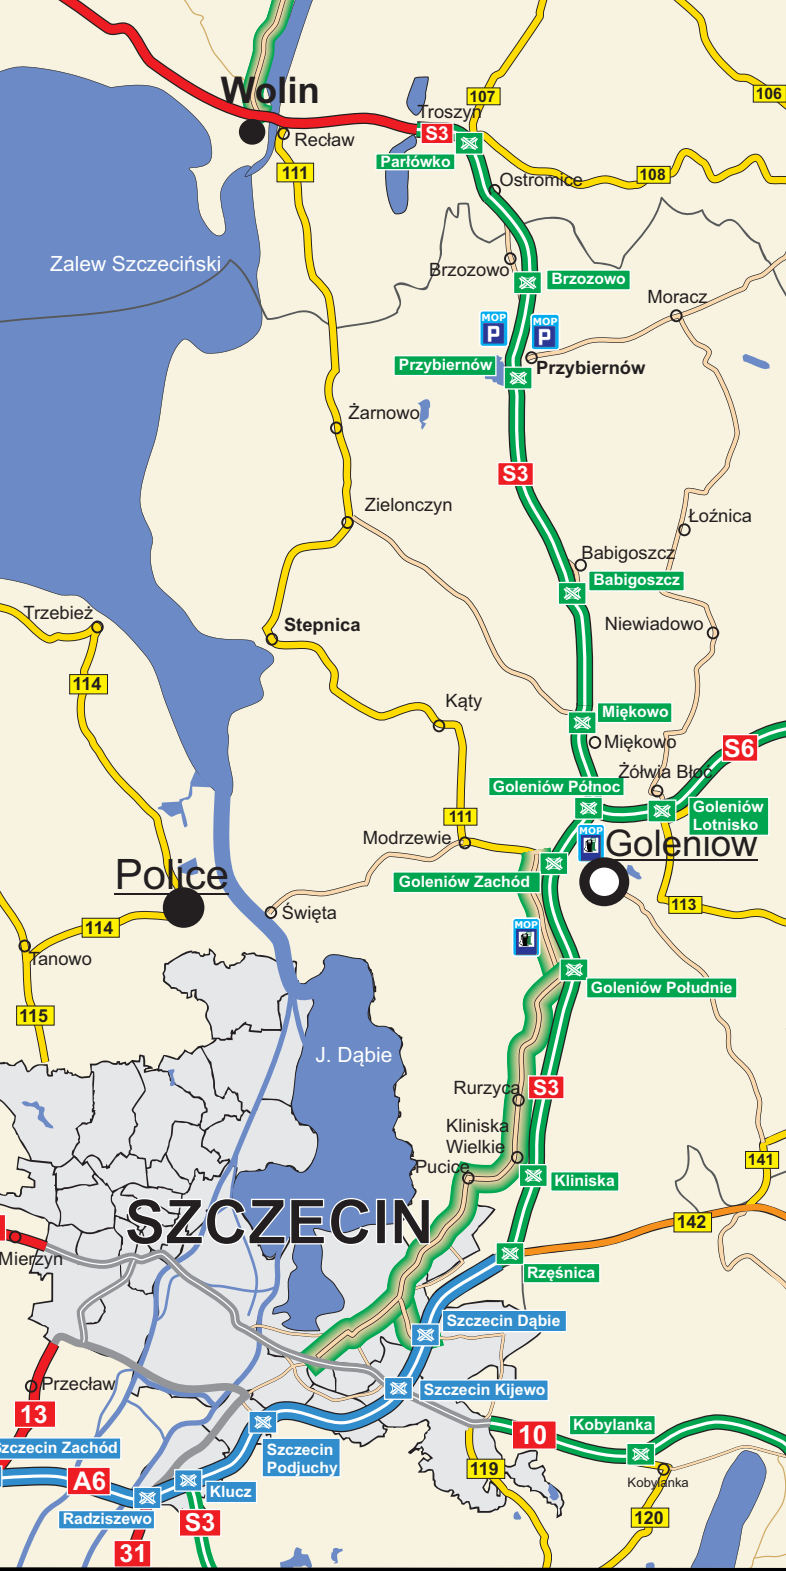 Wolin
107
106
Troszyn
S3
Recław
Parłówko
111
108
Ostromice
Zalew Szczeciński
Brzozowo
Brzozowo
Moracz
MOP
P
MOP
P
Przybiernów
Przybiernów
Żarnowo
S3
Zielonczyn
Łoźnica
Babigoszcz
Babigoszcz
Trzebież
Stepnica
Niewiadowo
114
Kąty
Miękowo
Miękowo
S6
Żółwia Błoć
Goleniów Północ
Goleniów
Lotnisko
111
MOP
Goleniów
Modrzewie
Police
Goleniów Zachód
113
Święta
114
MOP
Tanowo
Goleniów Południe
115
J. Dąbie
Rurzyca
S3
Kliniska
Wielkie
141
Pucice
Kliniska
SZCZECIN
142
Mierzyn
Rzęśnica
Szczecin Dąbie
Przecław
Szczecin Kijewo
13
Kobylanka
10
zczecin Zachód
Szczecin
Podjuchy
119
A6
Kobylanka
Klucz
Radziszewo
S3
120
31